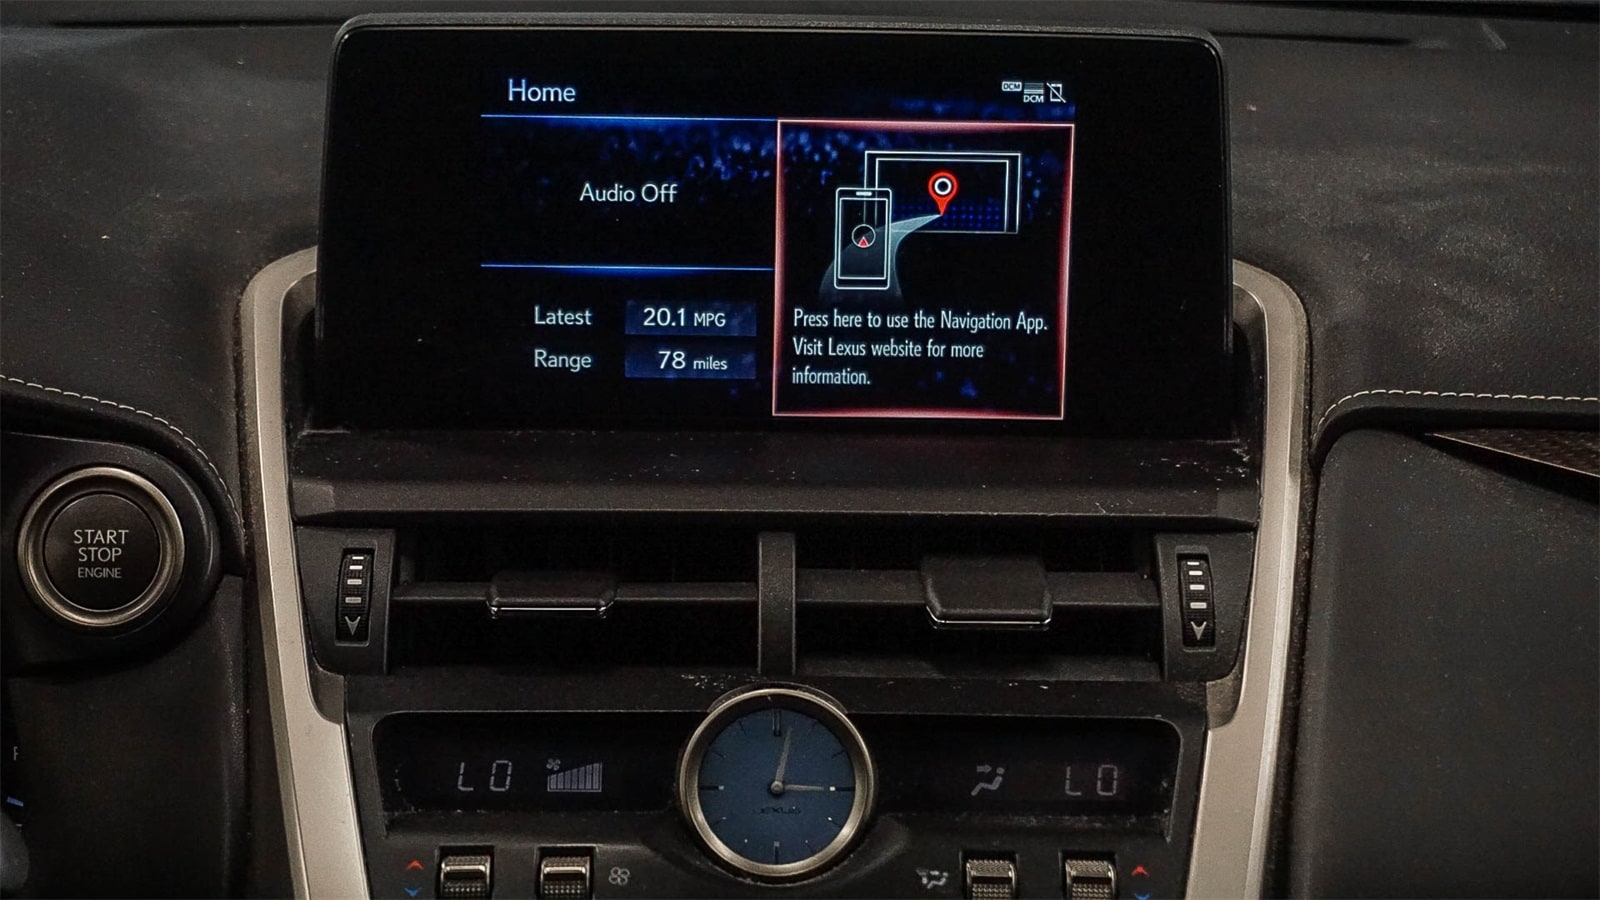 Home
DCM
DCM
Audio Off
Latest 20.1 MPG
Range 78 miles
Press here to use the Navigation App.
Visit Lexus website for more
information.
START
STOP
ENGINE
LO
LO
LEXUS